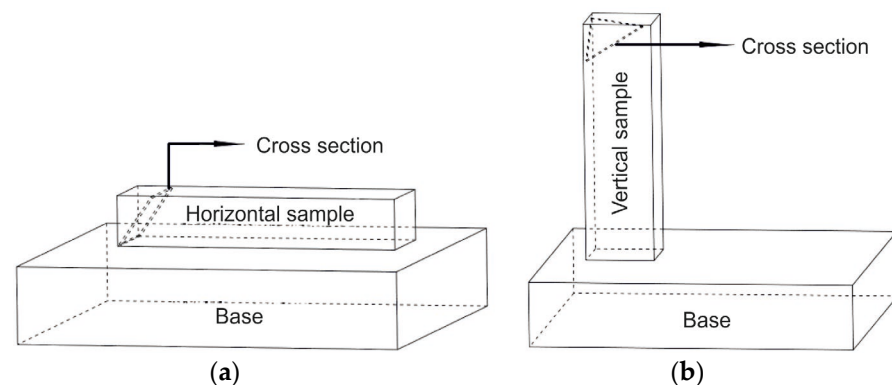 Cross section
Horizontal sample
Base
(a)
Cross section
Vertical sample
Base
(b)